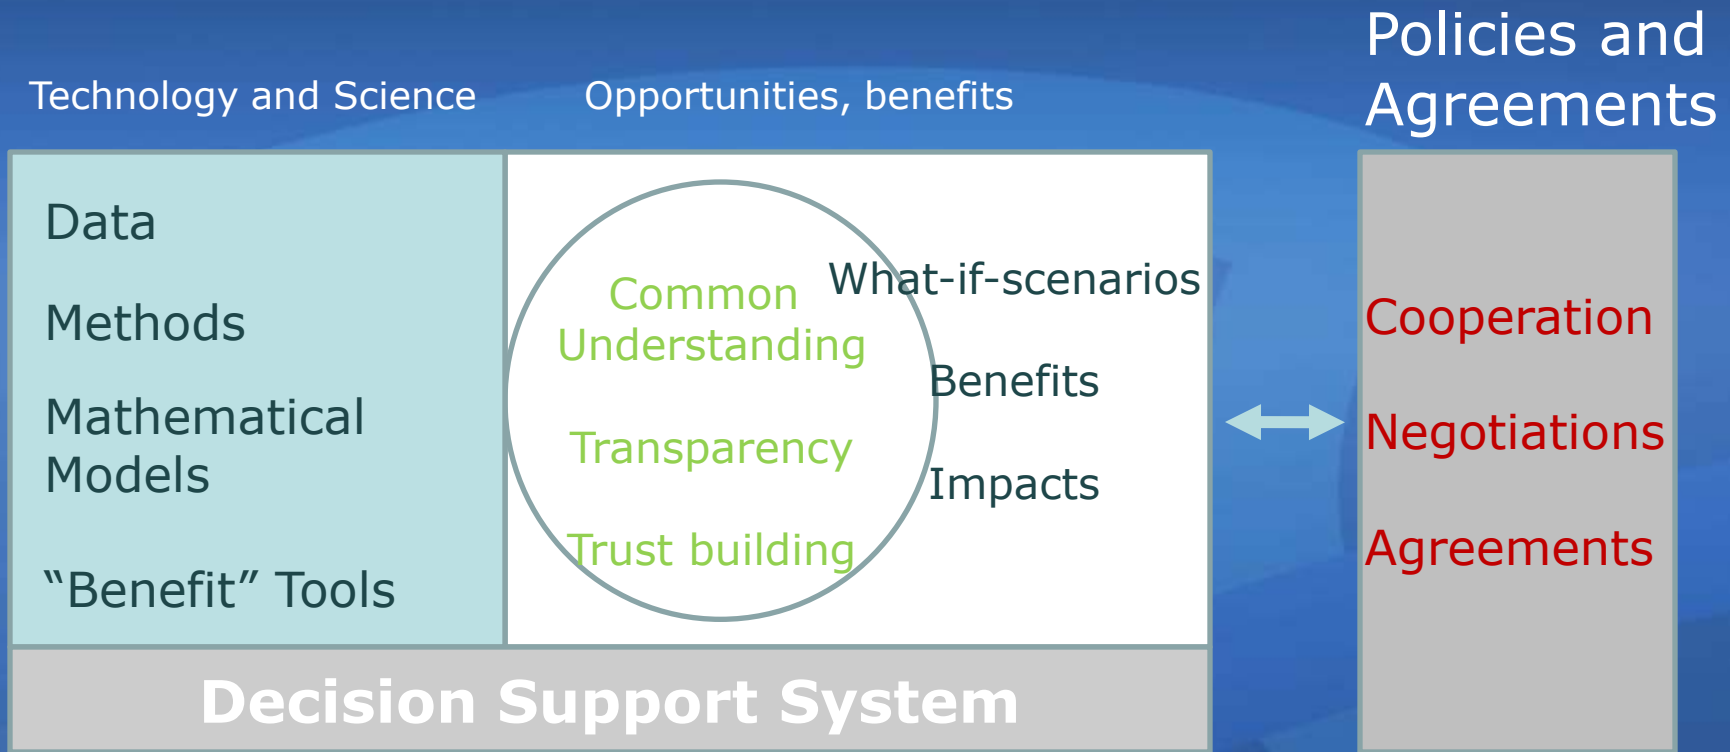 Technology and Science
Opportunities, benefits
Policies and
Agreements
Data
Methods
Mathematical
Models
“Benefit” Tools
Common
Understanding
Transparency
Trust building
What-if-scenarios
Benefits
Impacts
Cooperation
Negotiations
Agreements
Decision Support System